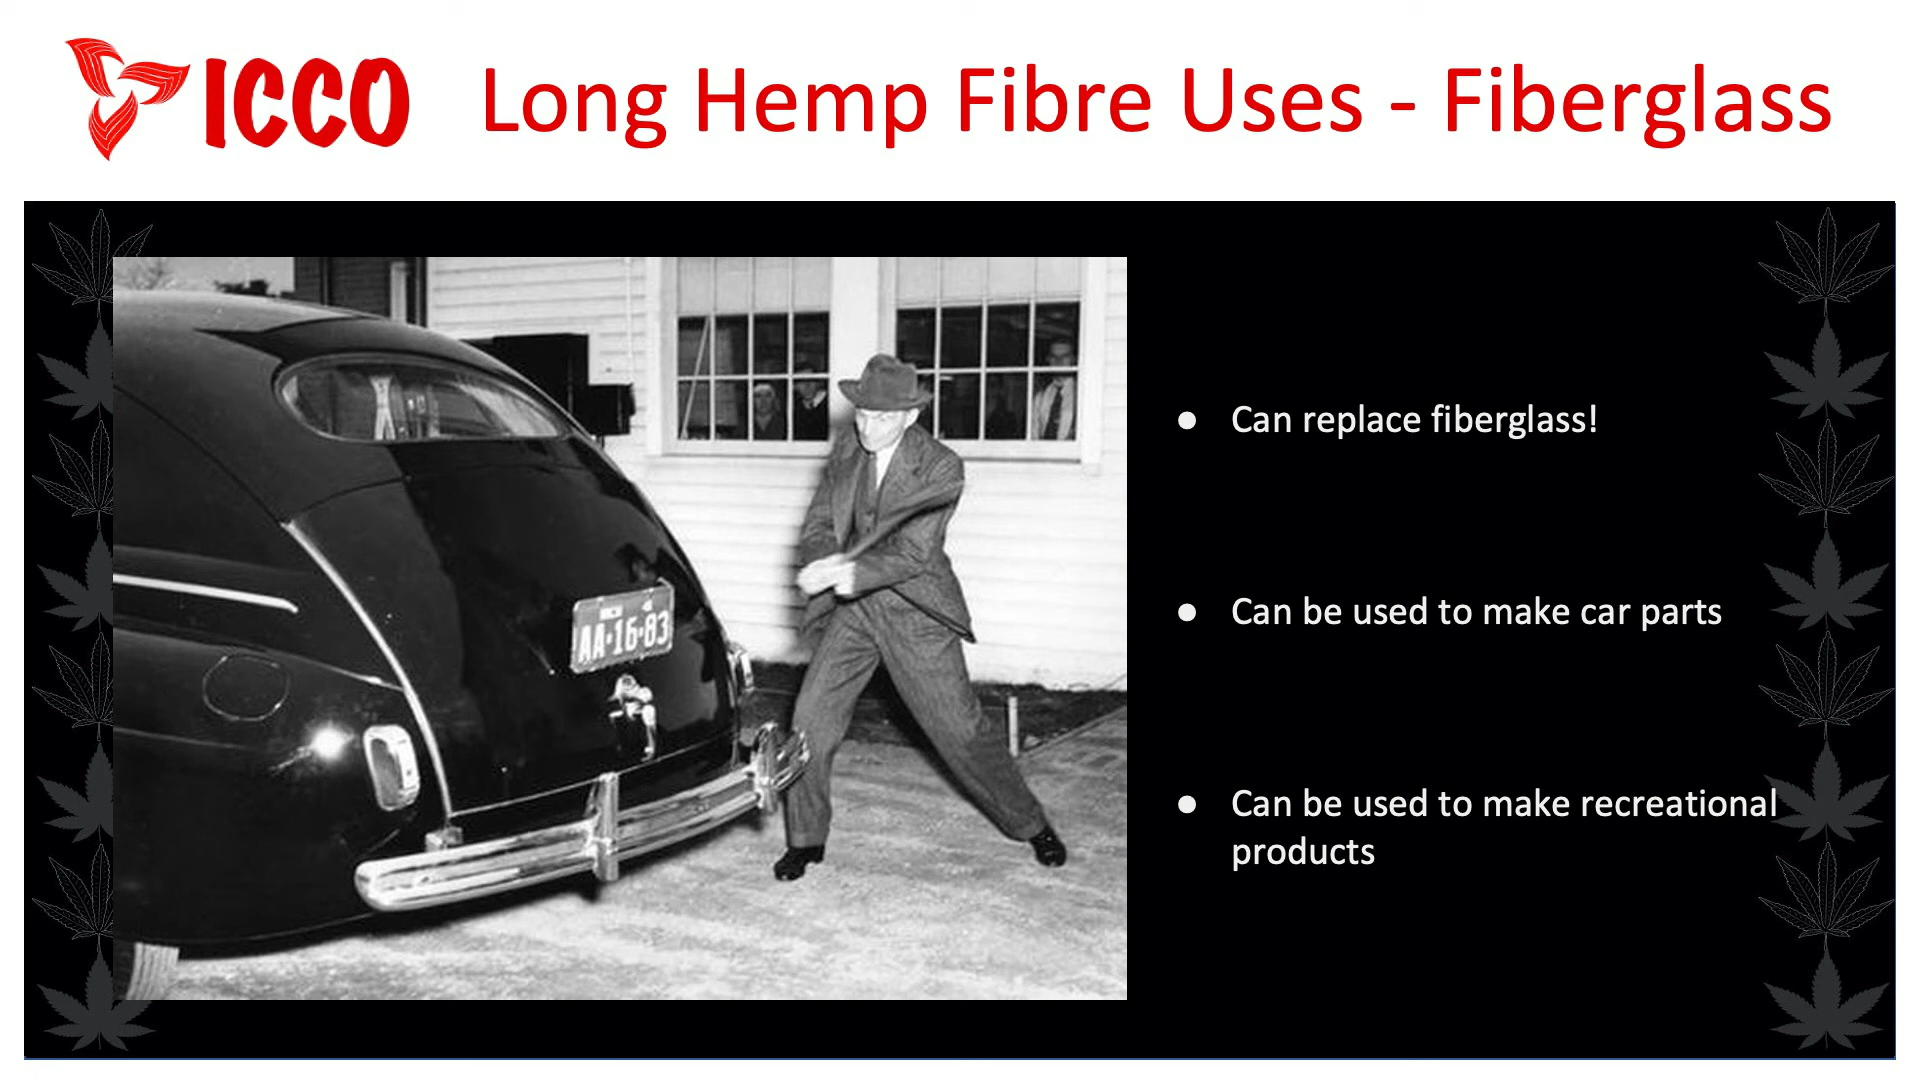 ICCO
Long Hemp Fibre Uses - Fiberglass
Can replace fiberglass!
Can be used to make car parts
Can be used to make recreational
products
AA·16·83